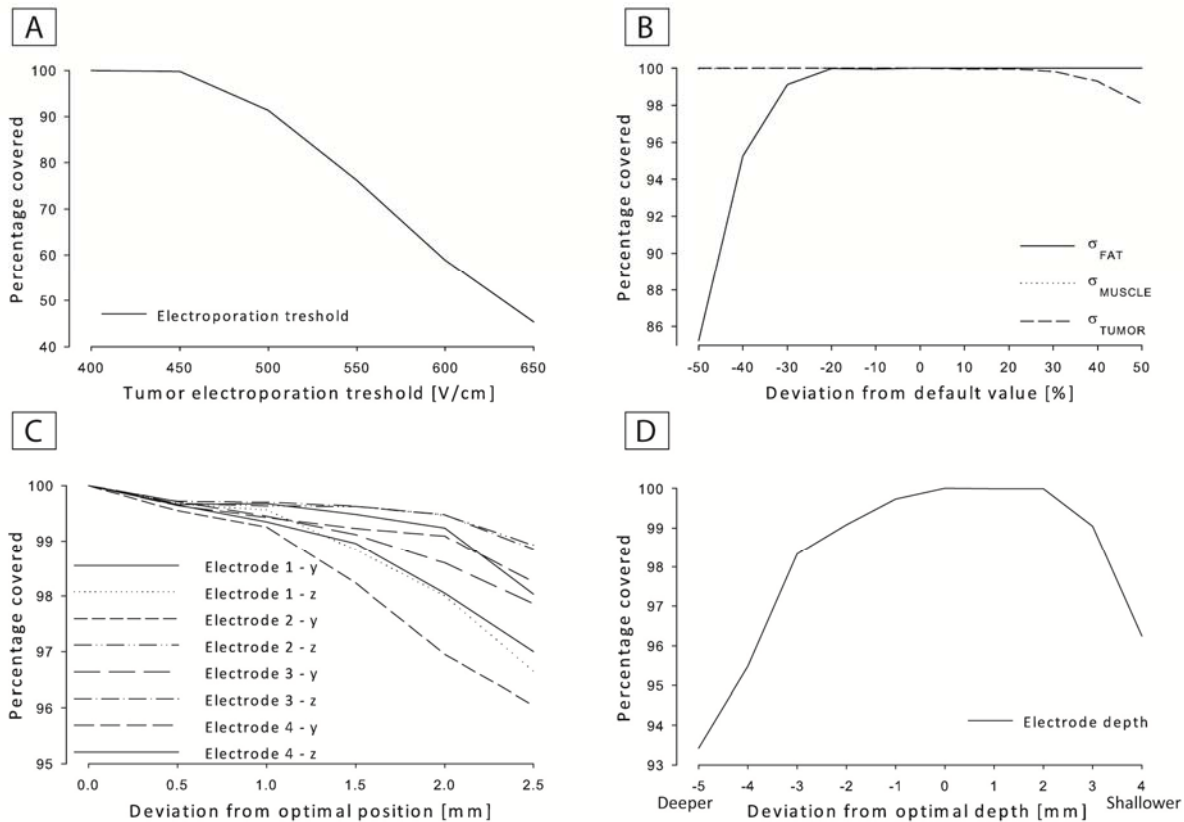 A
Percentage covered
100
90
80
70
60
50
40
Electroporation treshold
400 450 500 550 600 650
Tumor electroporation treshold [V/cm]
B
Percentage covered
100
98
96
94
92
90
88
86
σ FAT
σ MUSCLE
σ TUMOR
-50 -40 -30 -20 -10 0 10 20 30 40 50
Deviation from default value [%]
C
Percentage covered
100
99
98
97
96
95
Electrode 1 - y
Electrode 1 - z
Electrode 2 - y
Electrode 2 - z
Electrode 3 - y
Electrode 3 - z
Electrode 4 - y
Electrode 4 - z
0.0 0.5 1.0 1.5 2.0 2.5
Deviation from optimal position [mm]
D
Percentage covered
100
99
98
97
96
95
94
93
Electrode depth
-5 -4 -3 -2 -1 0 1 2 3 4
Deeper Shallower
Deviation from optimal depth [mm]